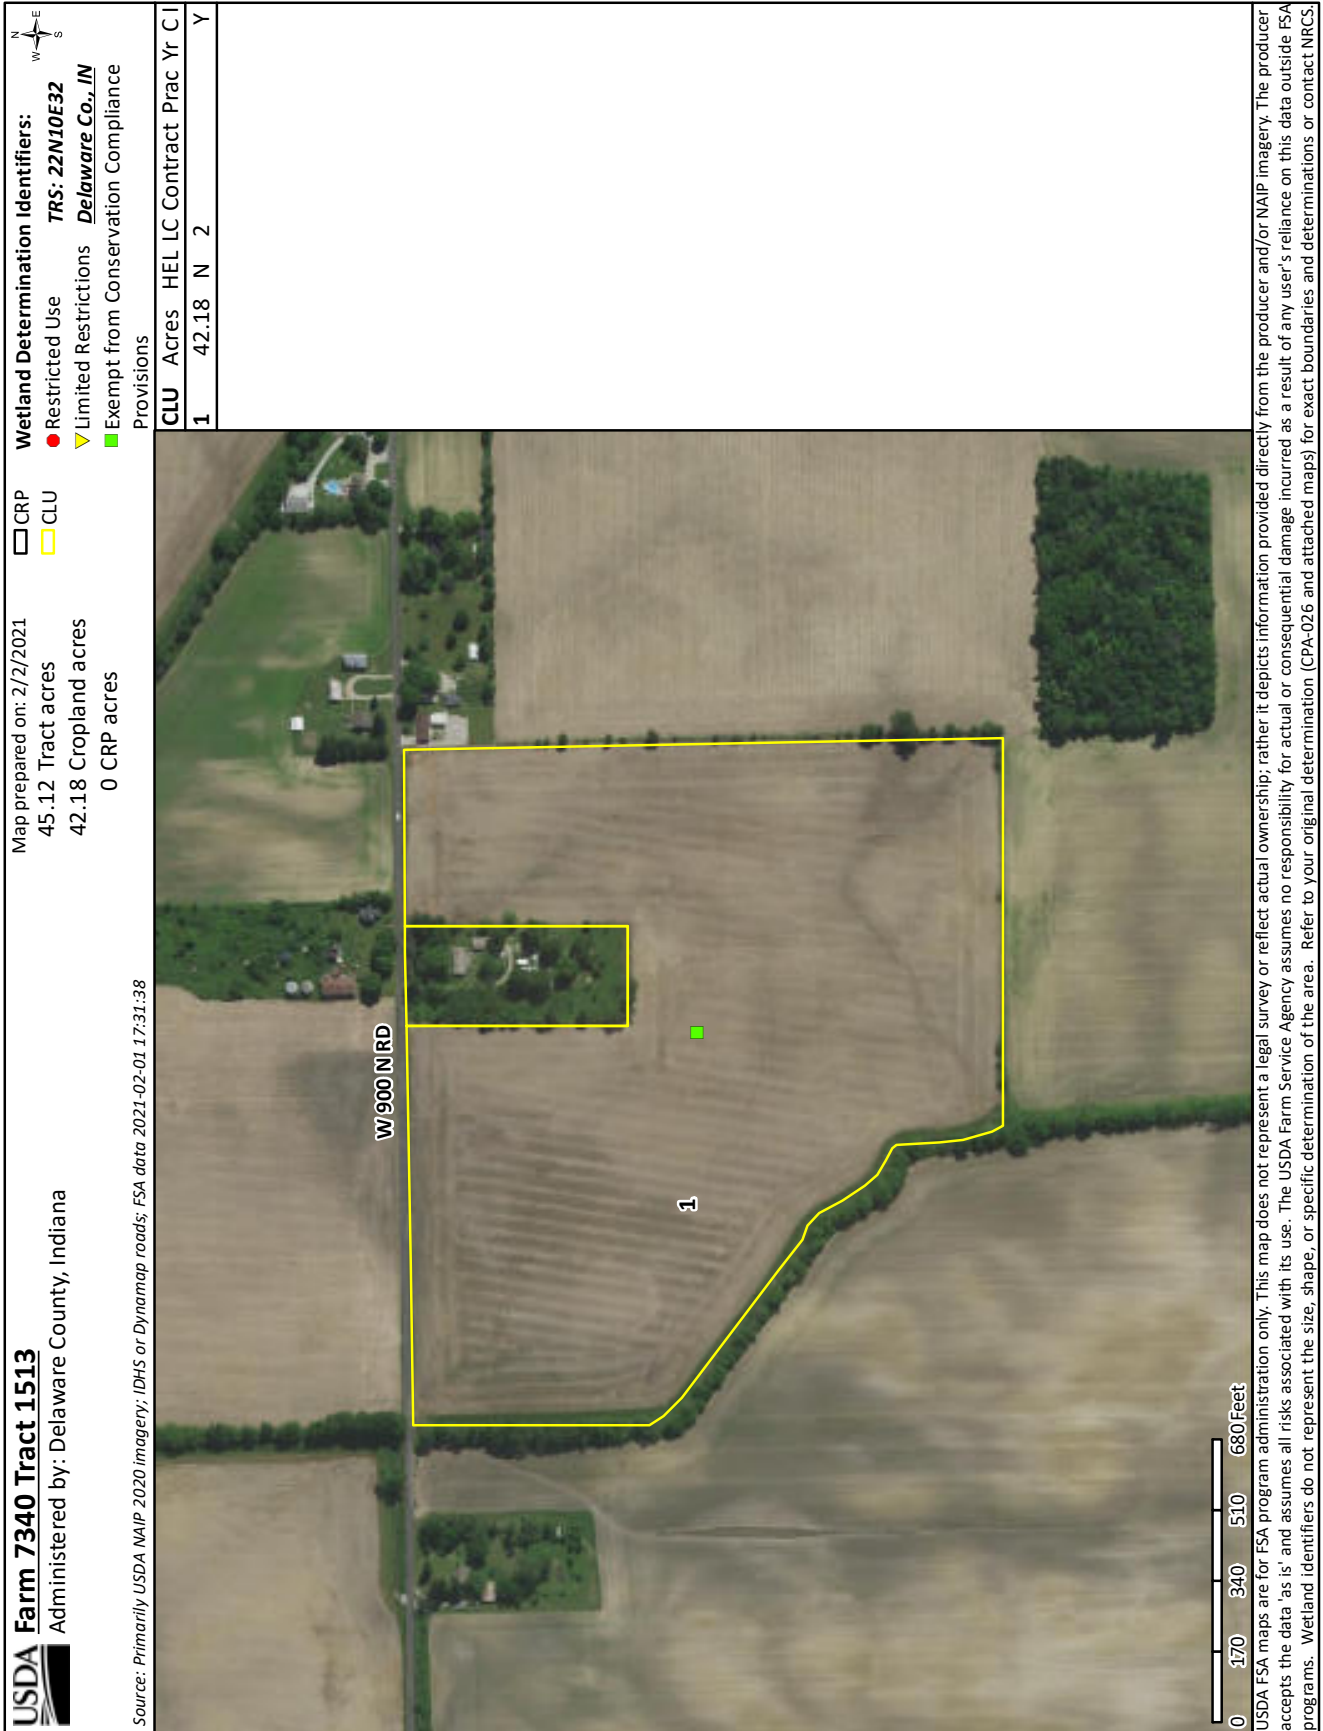 USDA
Farm 7340 Tract 1513
Administered by: Delaware County, Indiana
Source: Primarily USDA NAIP 2020 imagery; IDHS or Dynamap roads; FSA data 2021-02-01 17:31:38
Map prepared on: 2/2/2021
45.12 Tract acres
42.18 Cropland acres
0 CRP acres
CRP
CLU
Wetland Determination Identifiers:
Restricted Use
Limited Restrictions
Exempt from Conservation Compliance
Provisions
TRS: 22N10E32
Delaware Co., IN
N
W E
S
CLU Acres HEL LC Contract Prac Yr C I
1 42.18 N 2 Y
W 900 N RD
1
0 170 340 510 680 Feet
USDA FSA maps are for FSA program administration only. This map does not represent a legal survey or reflect actual ownership; rather it depicts information provided directly from the producer and/or NAIP imagery. The producer
accepts the data 'as is' and assumes all risks associated with its use. The USDA Farm Service Agency assumes no responsibility for actual or consequential damage incurred as a result of any user's reliance on this data outside FSA
programs. Wetland identifiers do not represent the size, shape, or specific determination of the area. Refer to your original determination (CPA-026 and attached maps) for exact boundaries and determinations or contact NRCS.